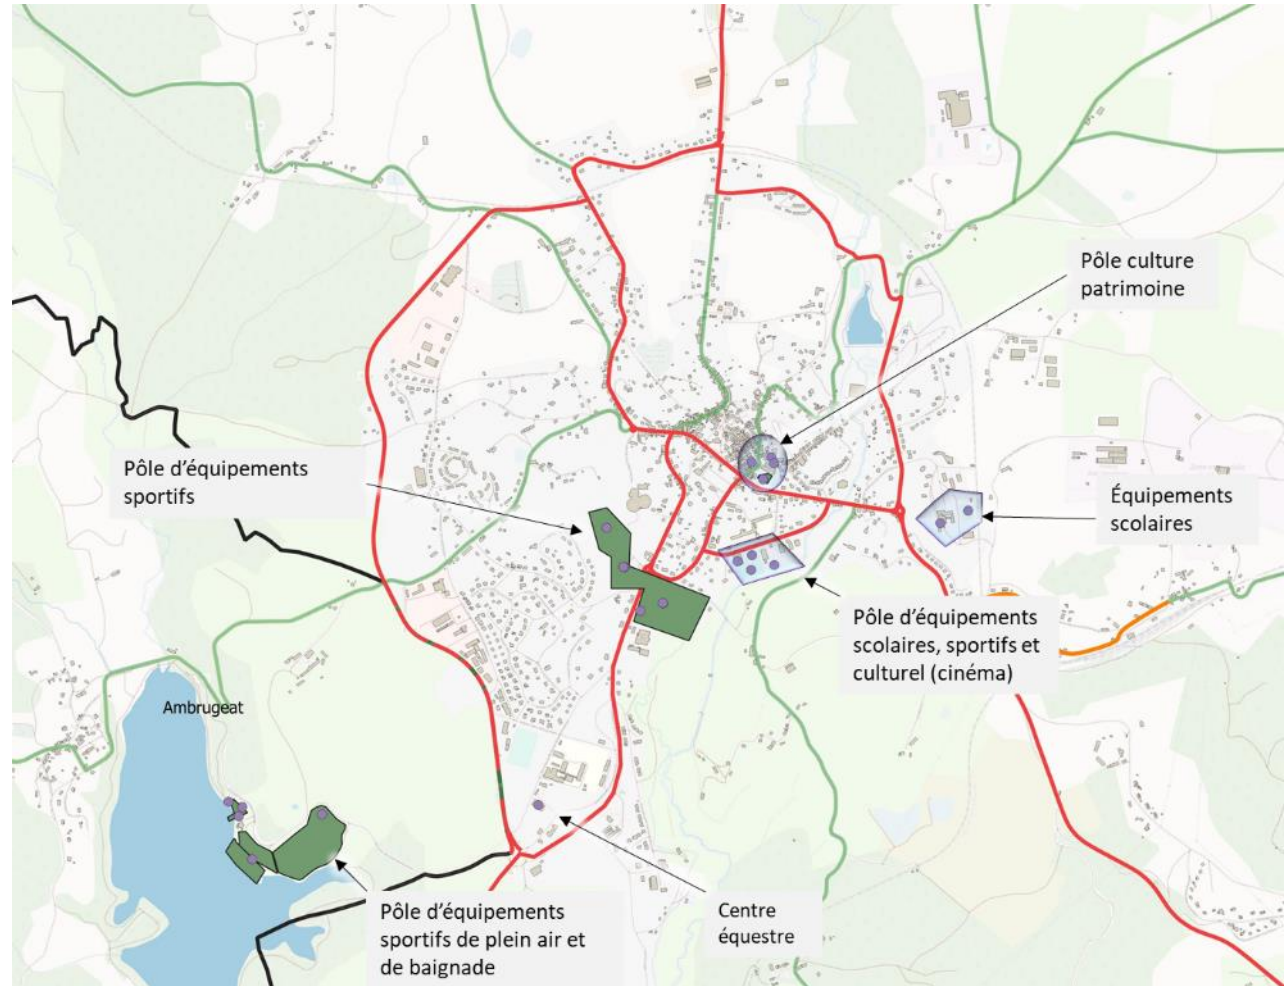 Pôle culture
patrimoine
Pôle d’équipements
sportifs
Équipements
scolaires
Pôle d’équipements
scolaires, sportifs et
culturel (cinéma)
Ambrugeat
Pôle d’équipements
sportifs de plein air et
de baignade
Centre
équestre